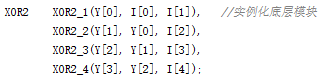 XOR2 XOR2_1(Y[0], I[0], I[1]), //实例化底层模块
XOR2_2(Y[1], I[0], I[2]),
XOR2_3(Y[2], I[1], I[3]),
XOR2_4(Y[3], Y[2], I[4]);